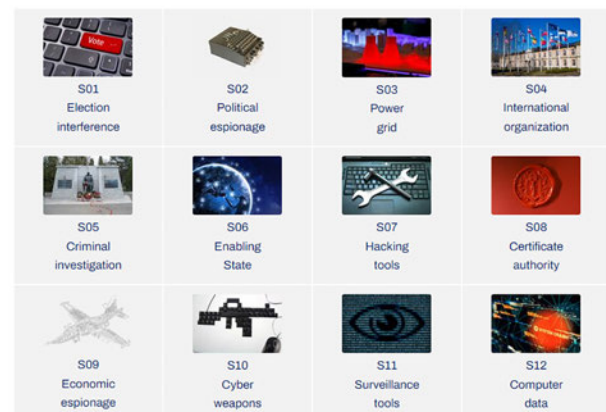 Vote
S01
Election
interference
S02
Political
espionage
S03
Power
grid
S04
International
organization
S05
Criminal
investigation
S06
Enabling
State
S07
Hacking
tools
S08
Certificate
authority
S09
Economic
espionage
S10
Cyber
weapons
S11
Surveillance
tools
S12
Computer
data